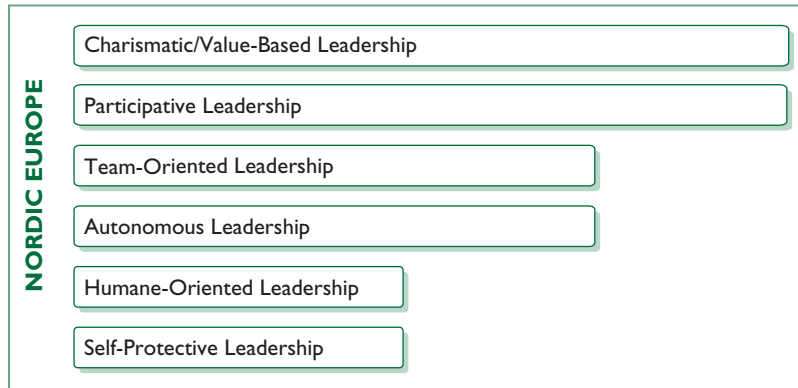 NORDIC EUROPE
Charismatic/Value-Based Leadership
Participative Leadership
Team-Oriented Leadership
Autonomous Leadership
Humane-Oriented Leadership
Self-Protective Leadership